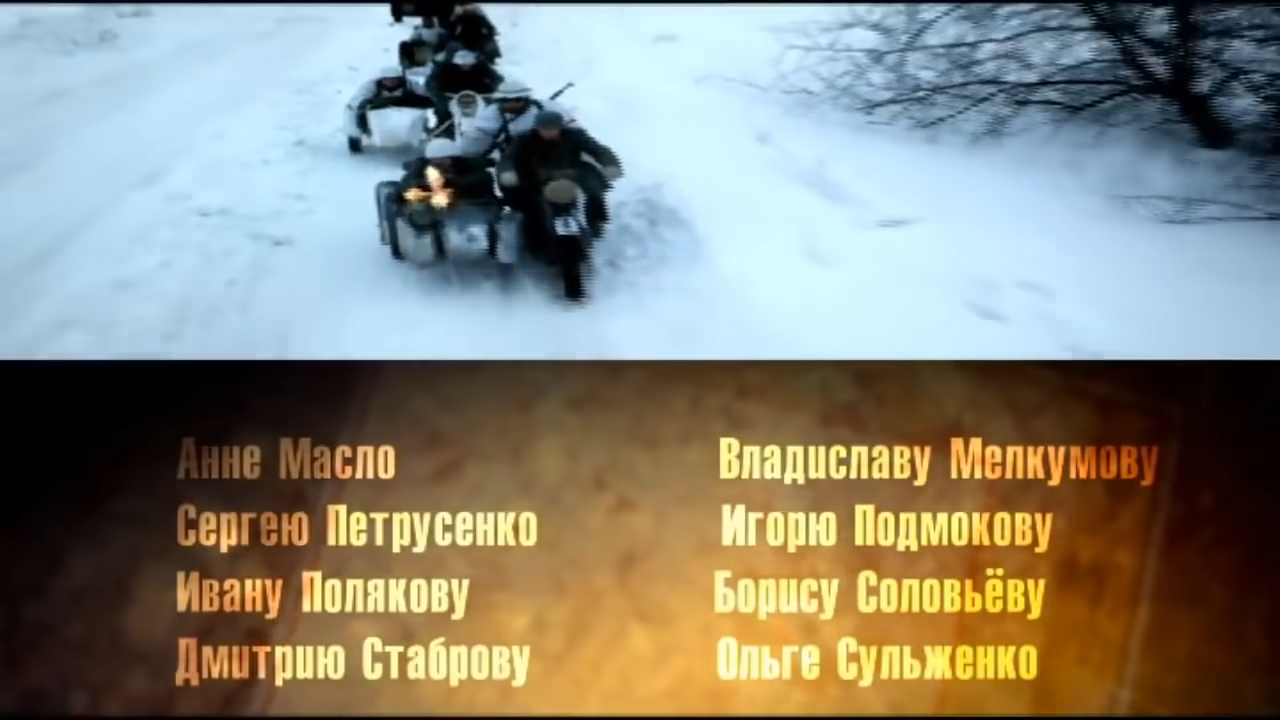 Анне Масло
Сергею Петрусенко
Ивану Полякову
Дмитрию Стаброву
Владиславу Мелкумову
Игорю Подмокову
Борису Соловьёву
Ольге Сульженко